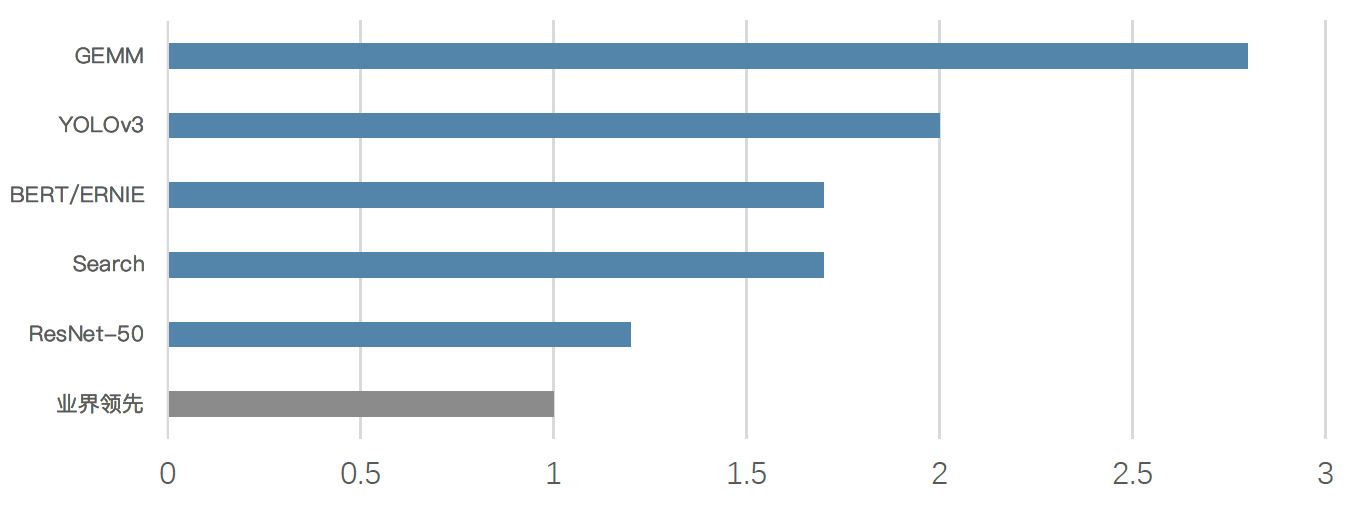 GEMM
YOLOv3
BERT/ERNIE
Search
ResNet-50
业界领先
0 0.5 1 1.5 2 2.5 3